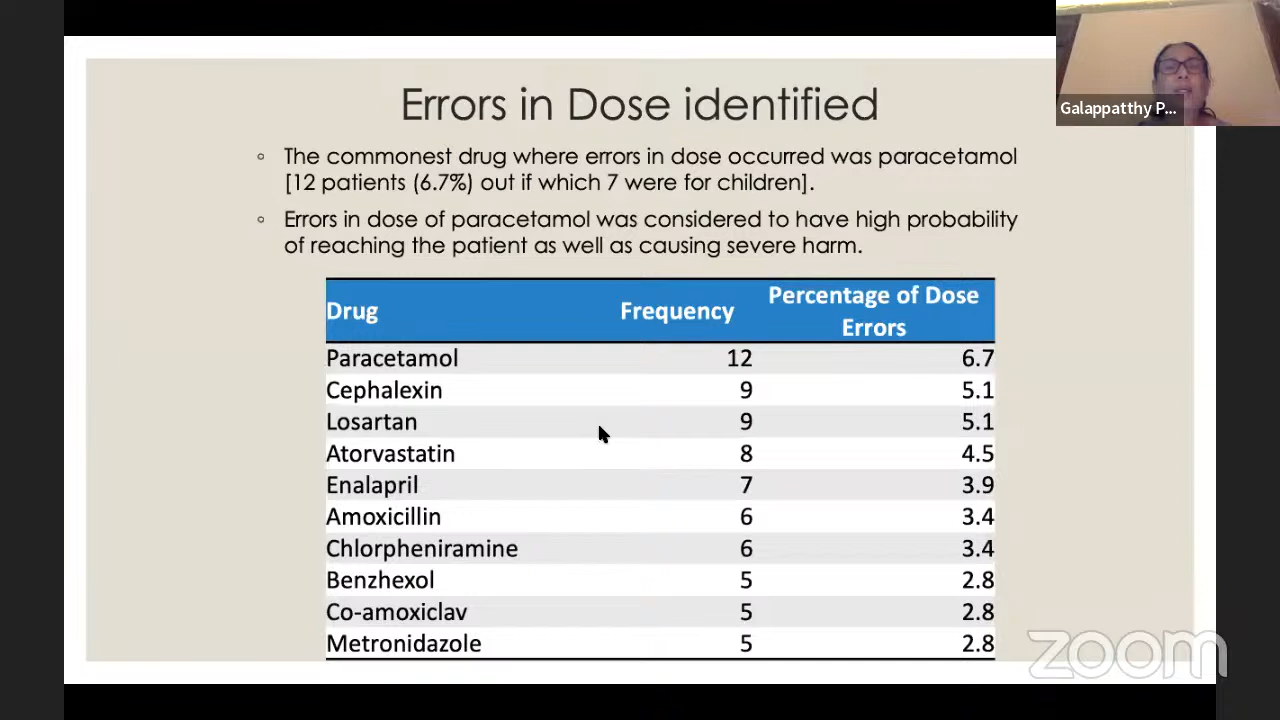 Errors in Dose identified
Galappatthy P...
◦ The commonest drug where errors in dose occurred was paracetamol
[12 patients (6.7%) out if which 7 were for children].
◦ Errors in dose of paracetamol was considered to have high probability
of reaching the patient as well as causing severe harm.
Drug Frequency Percentage of Dose
Errors
Paracetamol 12 6.7
Cephalexin 9 5.1
Losartan 9 5.1
Atorvastatin 8 4.5
Enalapril 7 3.9
Amoxicillin 6 3.4
Chlorpheniramine 6 3.4
Benzhexol 5 2.8
Co-amoxiclav 5 2.8
Metronidazole 5 2.8
zoom